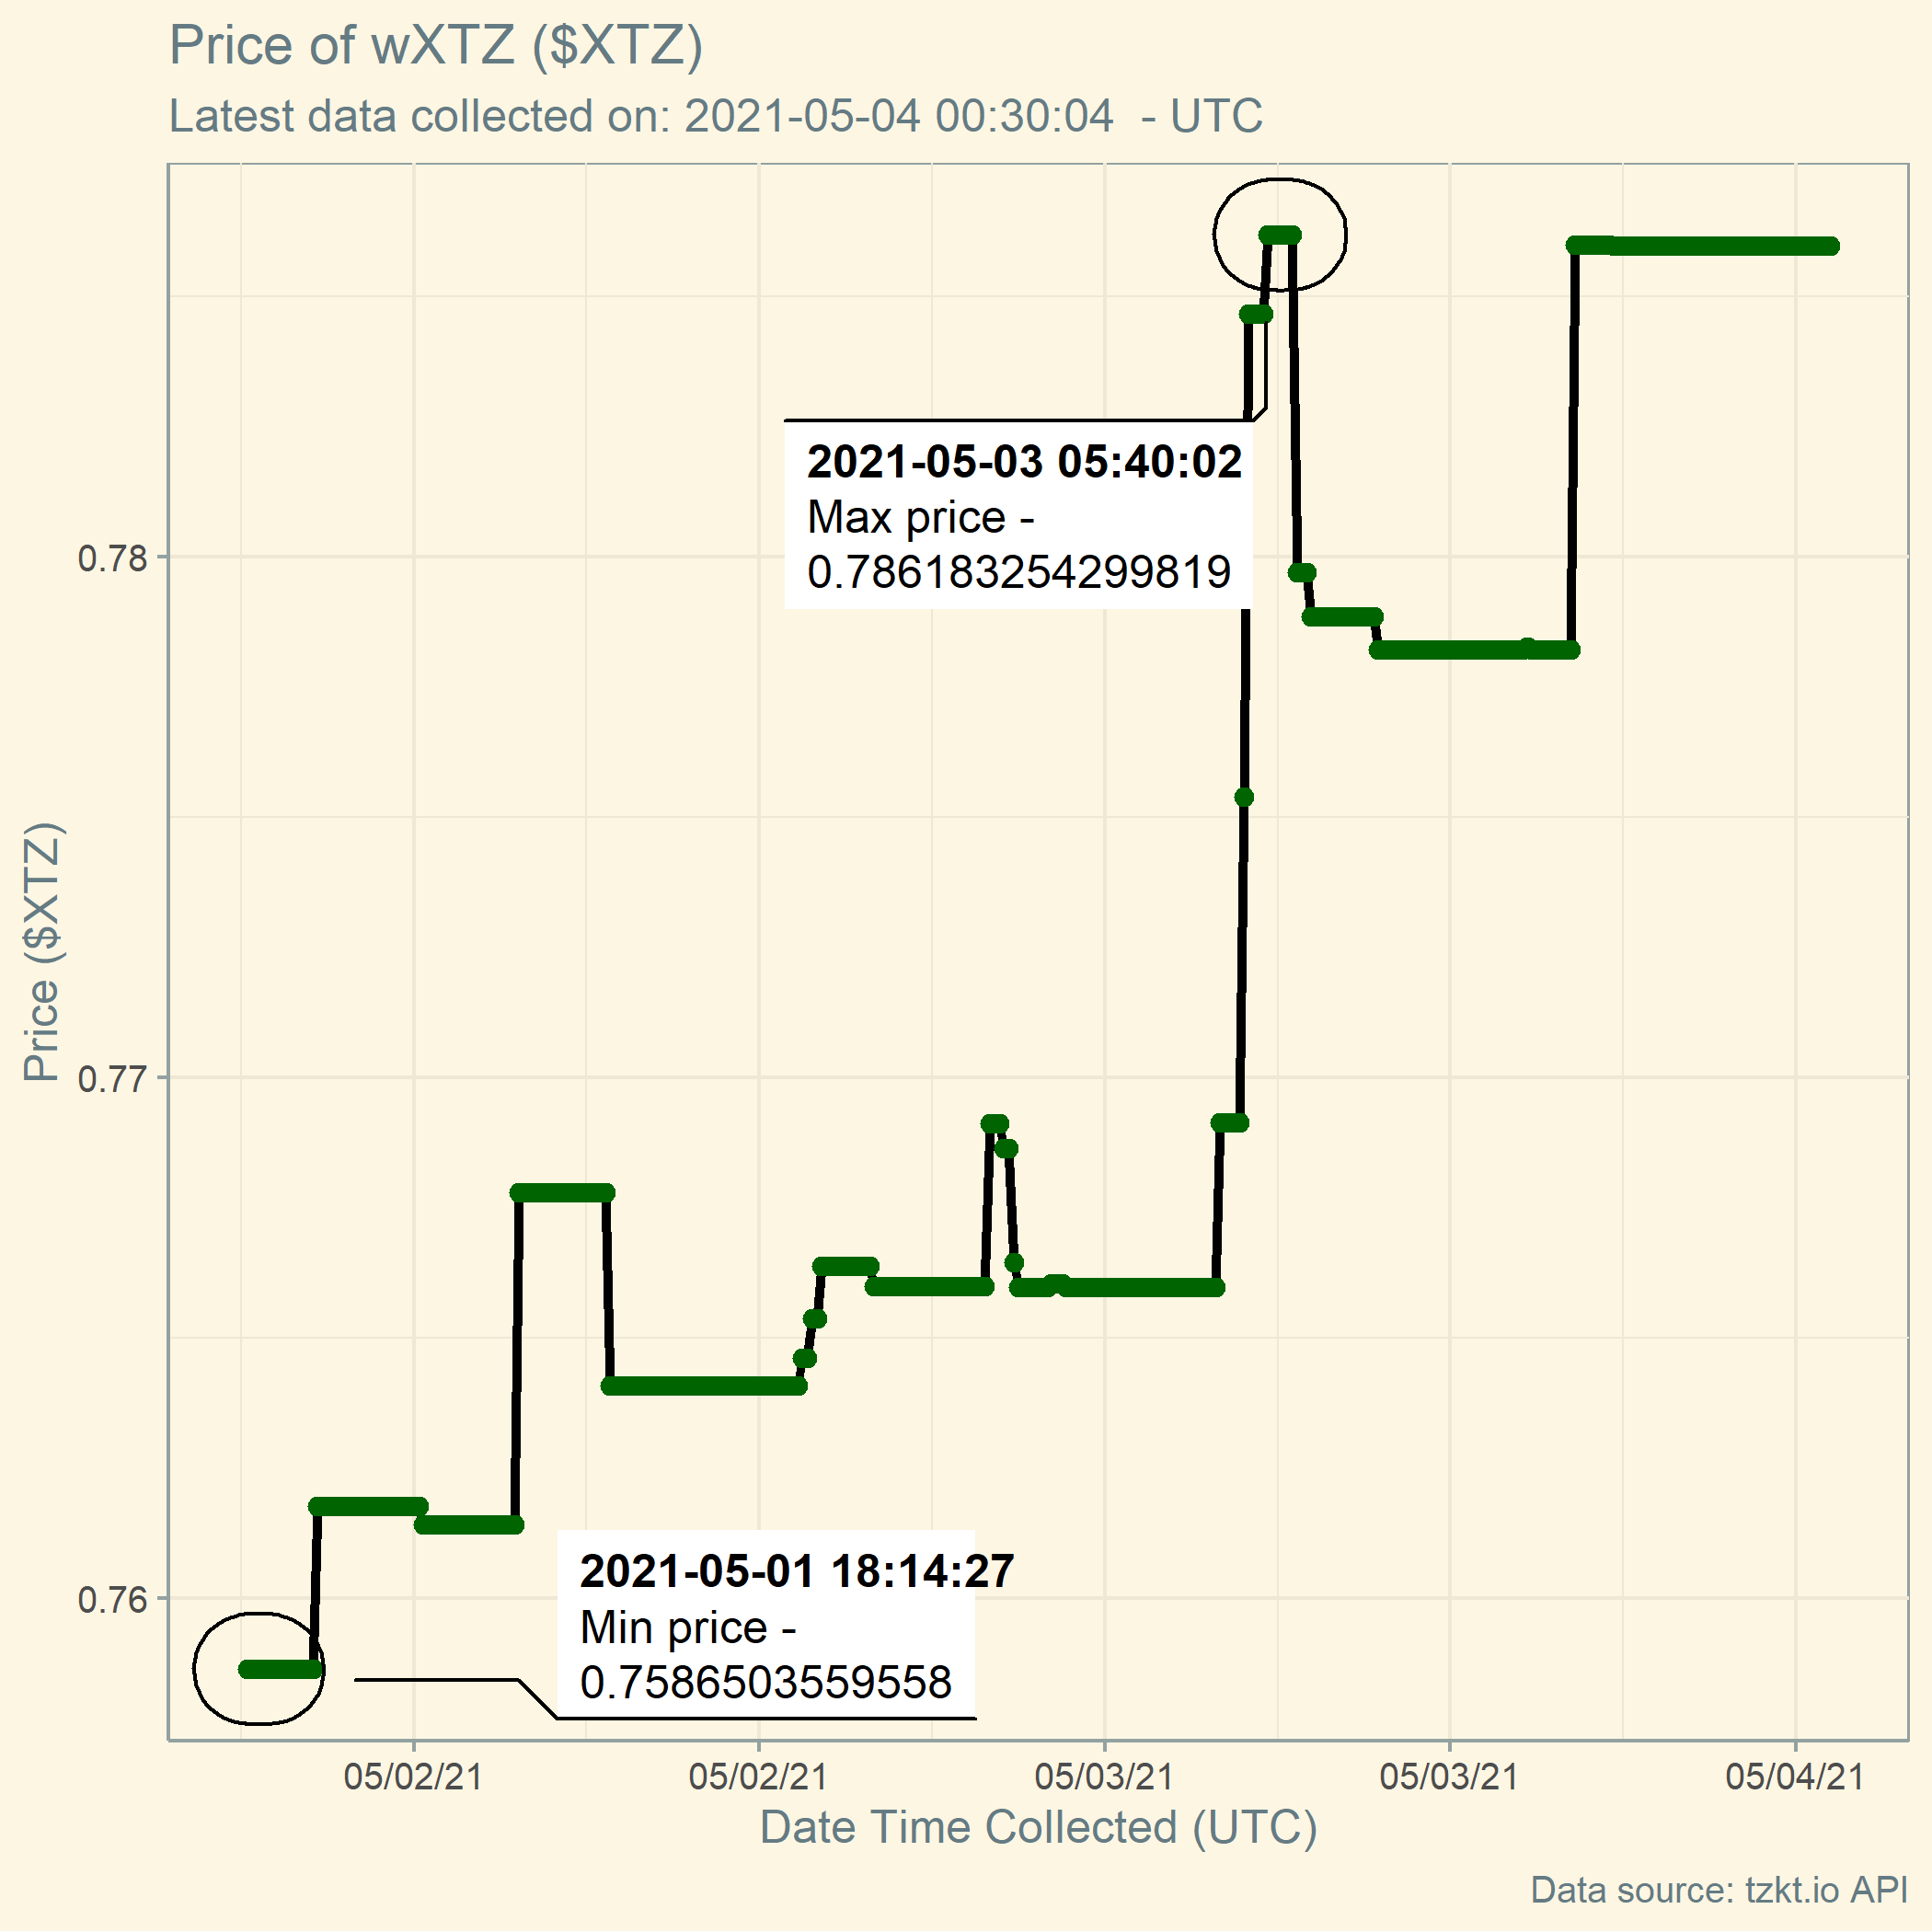 Price of wXTZ ($XTZ)
Latest data collected on: 2021-05-04 00:30:04  - UTC
2021-05-03 05:40:02
Max price -
0.786183254299819
0.78
Price ($XTZ)
0.77
0.76
2021-05-01 18:14:27
Min price -
0.7586503559558
05/02/21 05/02/21 05/03/21 05/03/21 05/04/21
Date Time Collected (UTC)
Data source: tzkt.io API